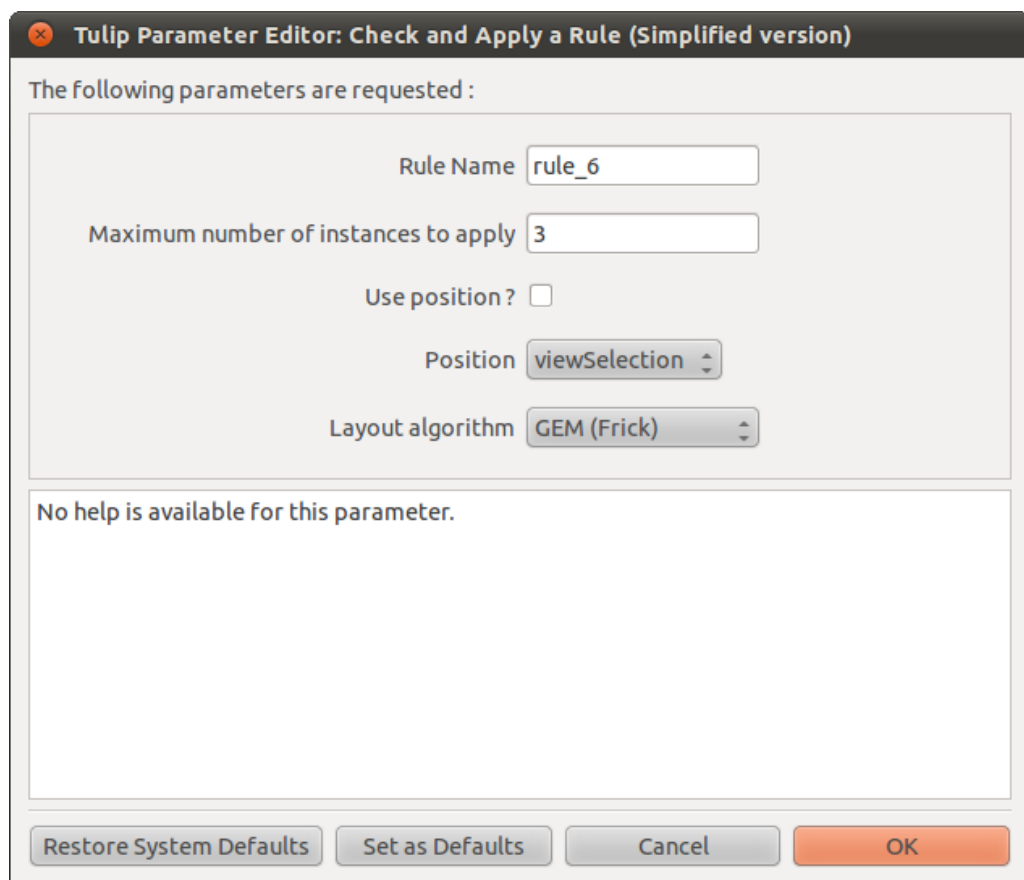 Tulip Parameter Editor: Check and Apply a Rule (Simplified version)
The following parameters are requested :
Rule Name rule_6
Maximum number of instances to apply 3
Use position ?
Position viewSelection
Layout algorithm GEM (Frick)
No help is available for this parameter.
Restore System Defaults Set as Defaults Cancel OK